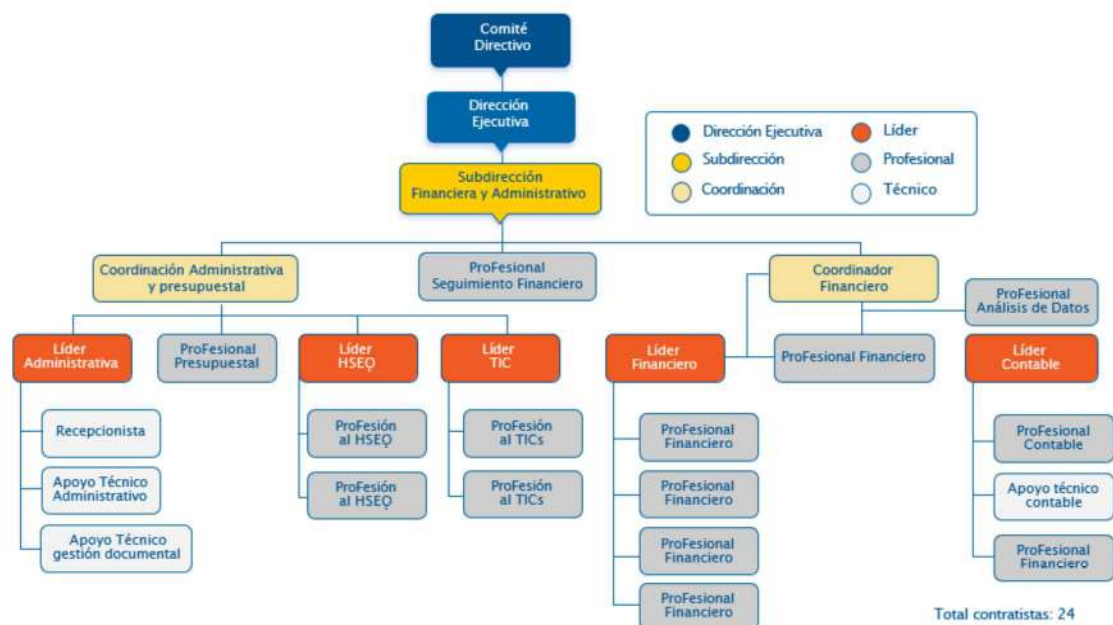 Comité
Directivo
Dirección
Ejecutiva
Dirección Ejecutiva
Líder
Subdirección
Profesional
Coordinación
Técnico
Subdirección
Financiera y Administrativo
Coordinación Administrativa
y presupuestal
ProFesional
Seguimiento Financiero
Coordinador
Financiero
ProFesional
Análisis de Datos
Líder
Administrativa
ProFesional
Presupuestal
Líder
HSEQ
Líder
TIC
Líder
Financiero
ProFesional Financiero
Líder
Contable
Recepcionista
Apoyo Técnico
Administrativo
Apoyo Técnico
gestión documental
ProFesión
al HSEQ
ProFesión
al HSEQ
ProFesión
al TICs
ProFesión
al TICs
ProFesional
Financiero
ProFesional
Financiero
ProFesional
Financiero
ProFesional
Financiero
ProFesional
Contable
Apoyo técnico
contable
ProFesional
Financiero
Total contratistas: 24